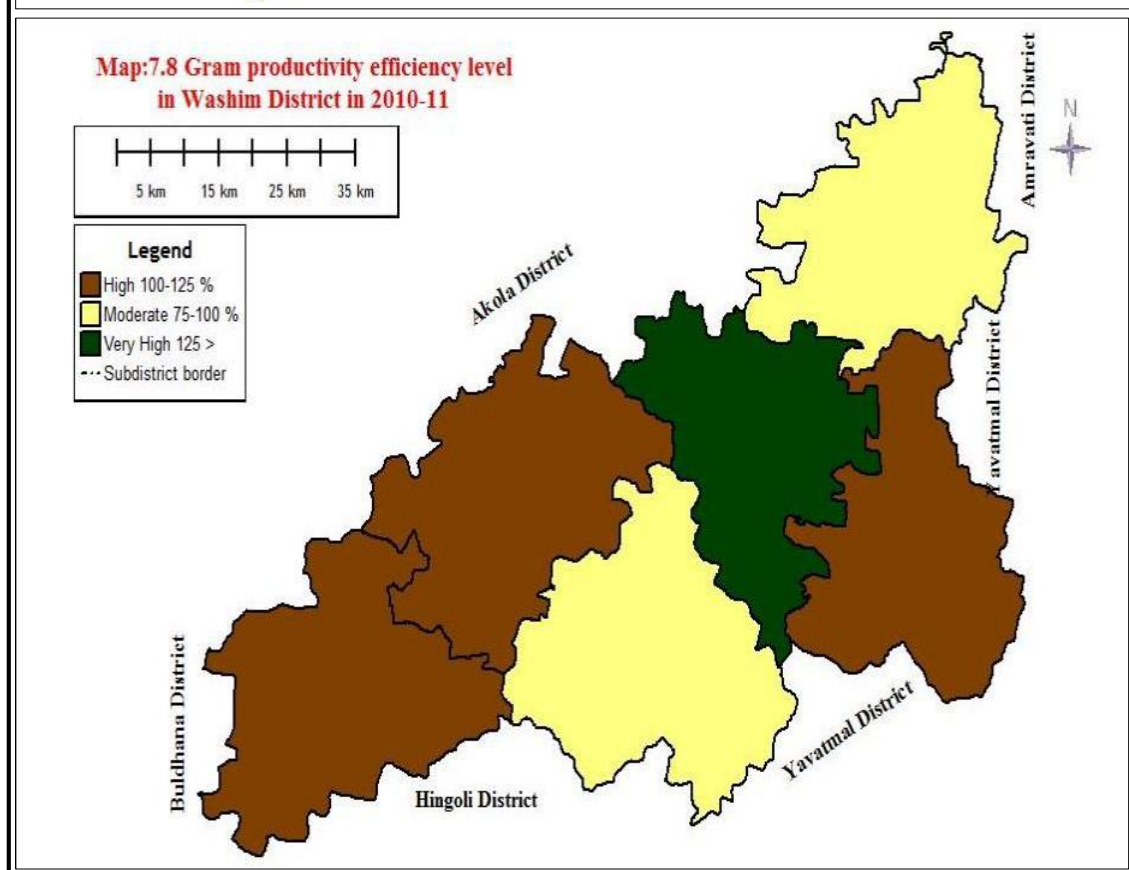 Map:7.8 Gram productivity efficiency level
in Washim District in 2010-11
5 km 15 km 25 km 35 km
Legend
High 100-125 %
Moderate 75-100 %
Very High 125 >
Subdistrict border
Akola District
Amravati District
N
Yavatmal District
Buldhana District
Hingoli District
Yavatmal District